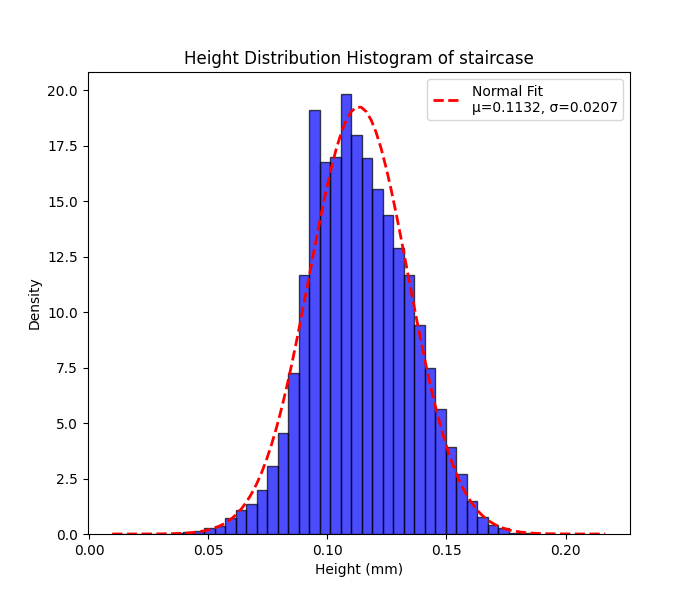 Height Distribution Histogram of staircase
20.0
17.5
15.0
12.5
10.0
7.5
5.0
2.5
0.0
Density
Normal Fit
μ=0.1132, σ=0.0207
0.00 0.05 0.10 0.15 0.20
Height (mm)